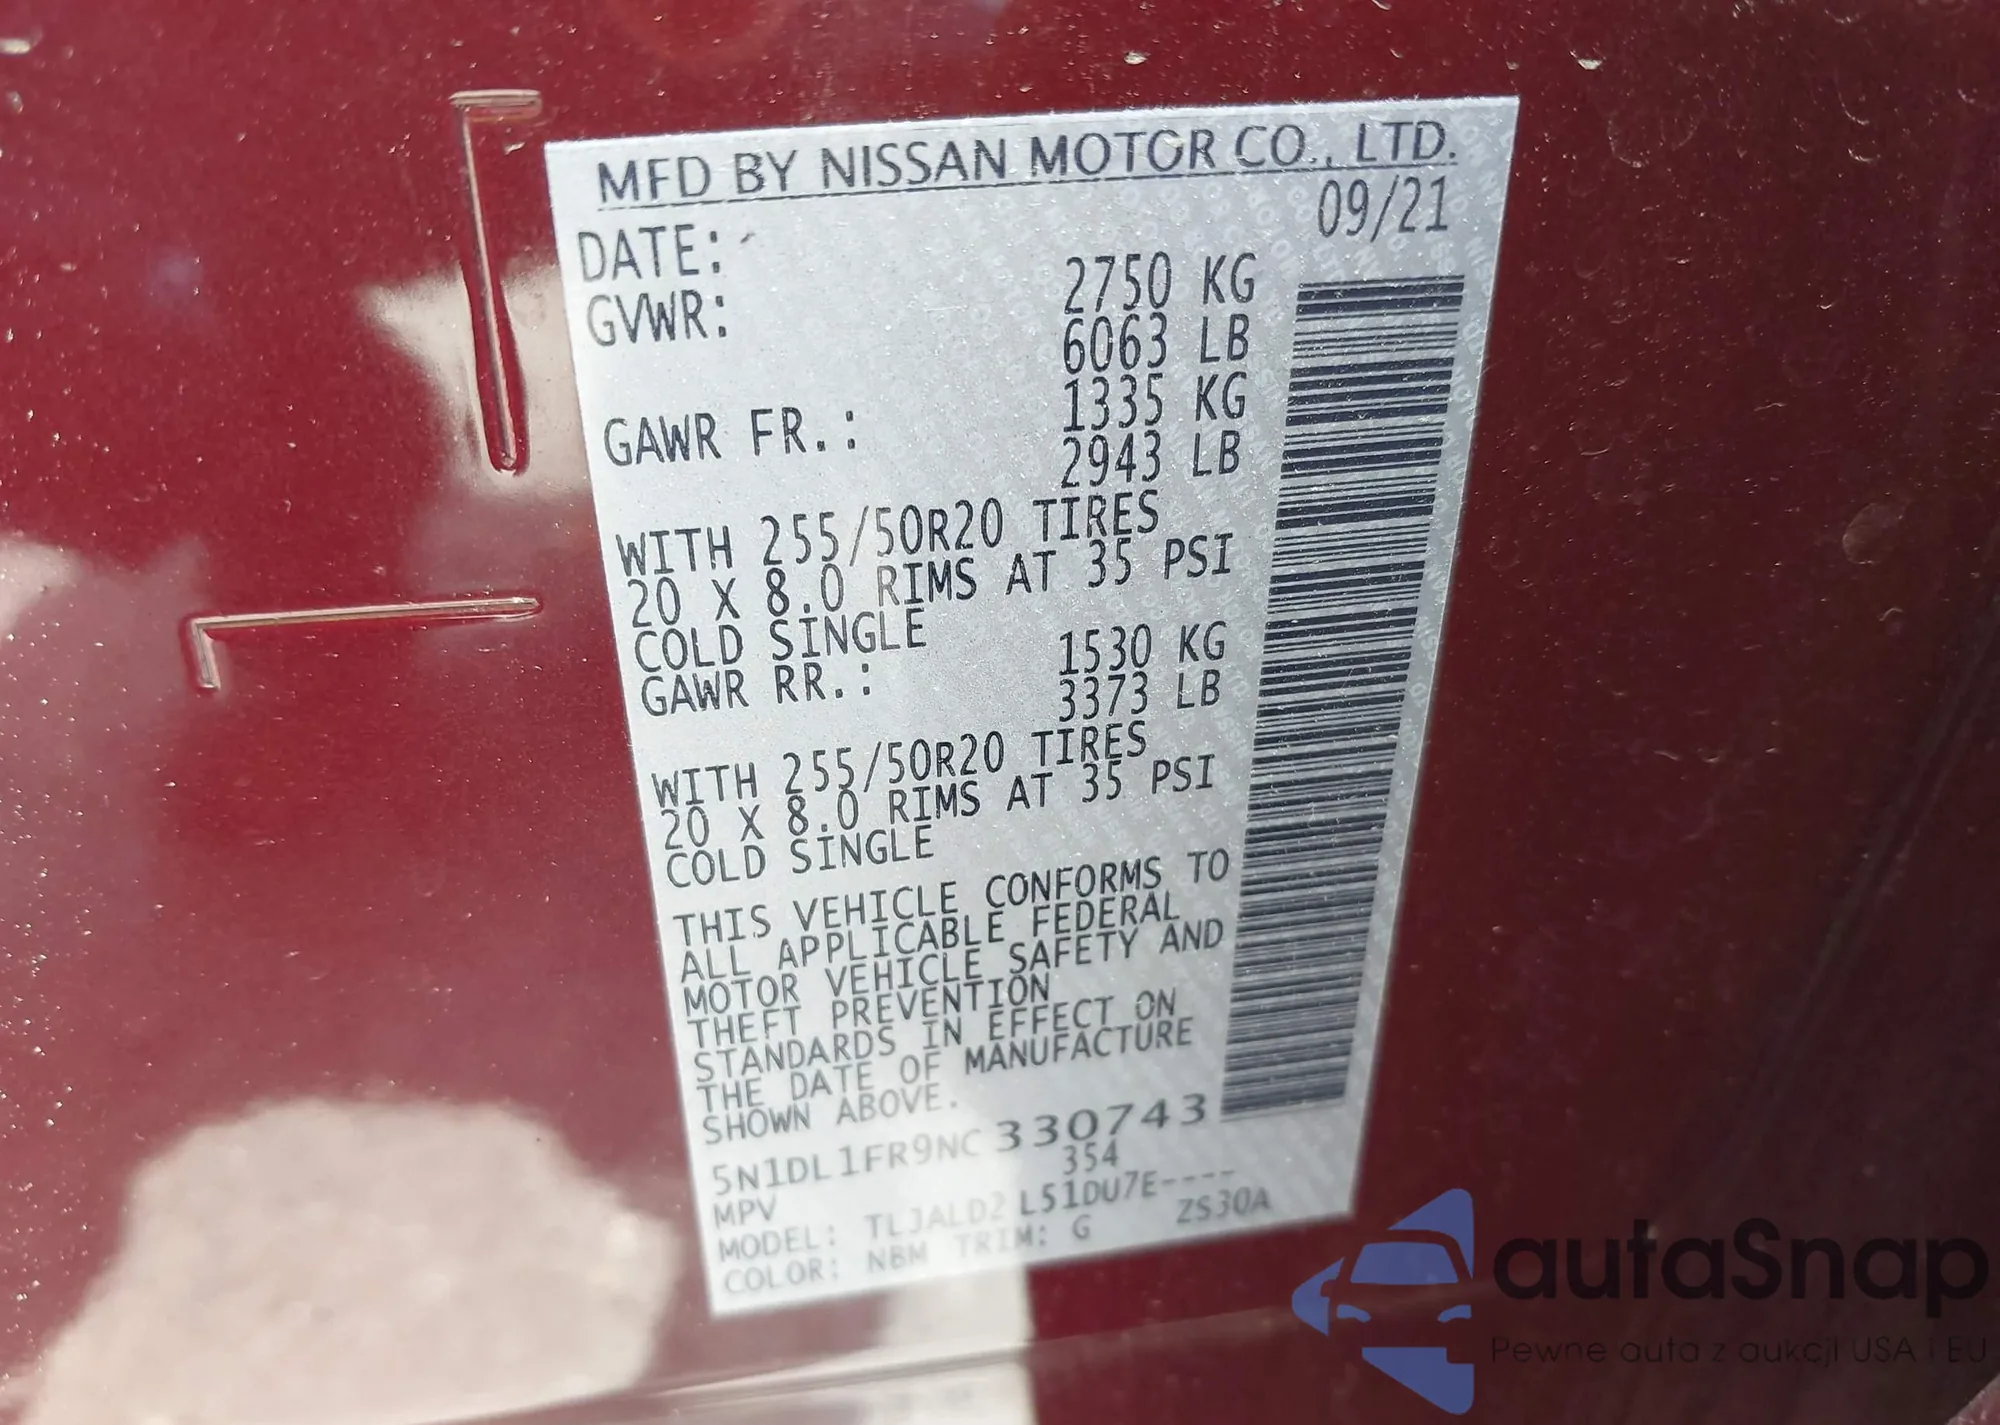 MFD BY NISSAN MOTOR CO., LTD.
DATE: 09/21
GVWR: 2750 KG
6063 LB
GAWR FR.: 1335 KG
2943 LB
WITH 255/50R20 TIRES
20 X 8.0 RIMS AT 35 PSI
COLD SINGLE
GAWR RR.: 1530 KG
3373 LB
WITH 255/50R20 TIRES
20 X 8.0 RIMS AT 35 PSI
COLD SINGLE
THIS VEHICLE CONFORMS TO
ALL APPLICABLE FEDERAL
MOTOR VEHICLE SAFETY AND
THEFT PREVENTION
STANDARDS IN EFFECT ON
THE DATE OF MANUFACTURE
SHOWN ABOVE.
5N1DL1FR9NC330743
MPV 354
MODEL: TLJALD2 L51DU7E----
COLOR: NBM TRIM: G ZS30A
autaSnap
Pewne auta z aukcji USA i EU